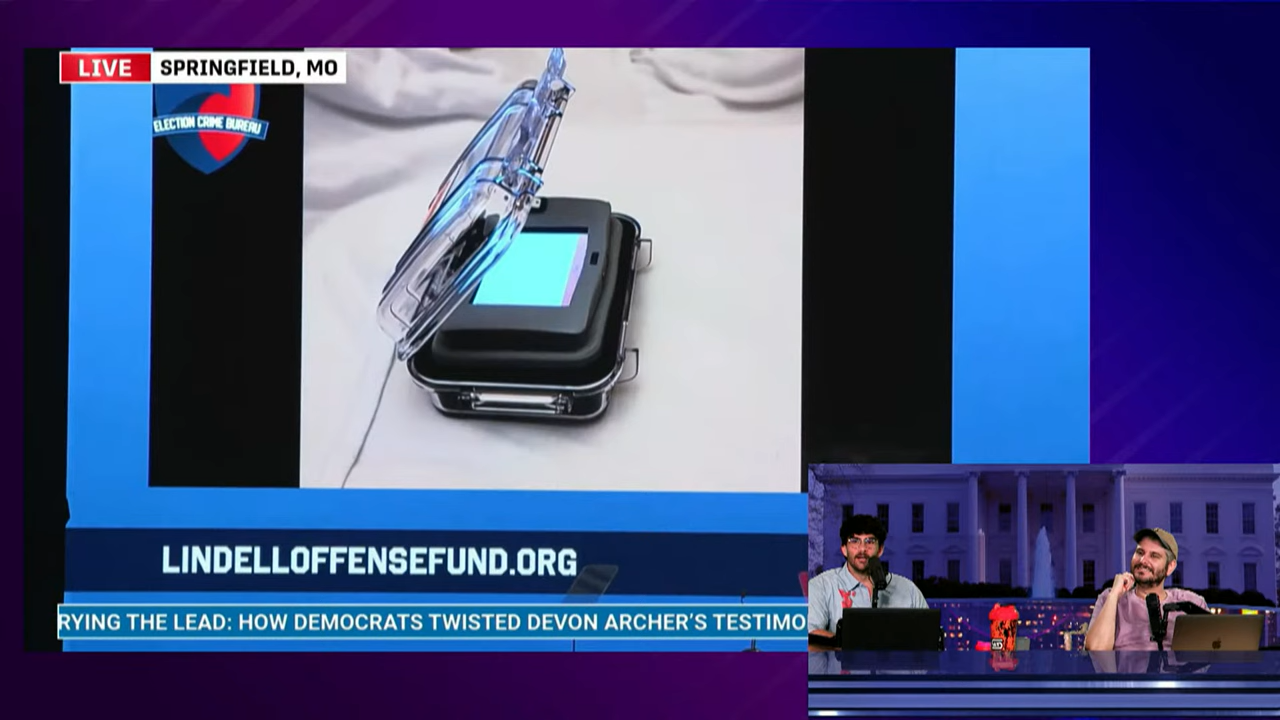 LIVE SPRINGFIELD, MO
ELECTION CRIME BUREAU
LINDELLOFFENSEFUND.ORG
RYING THE LEAD: HOW DEMOCRATS TWISTED DEVON ARCHER'S TESTIMO